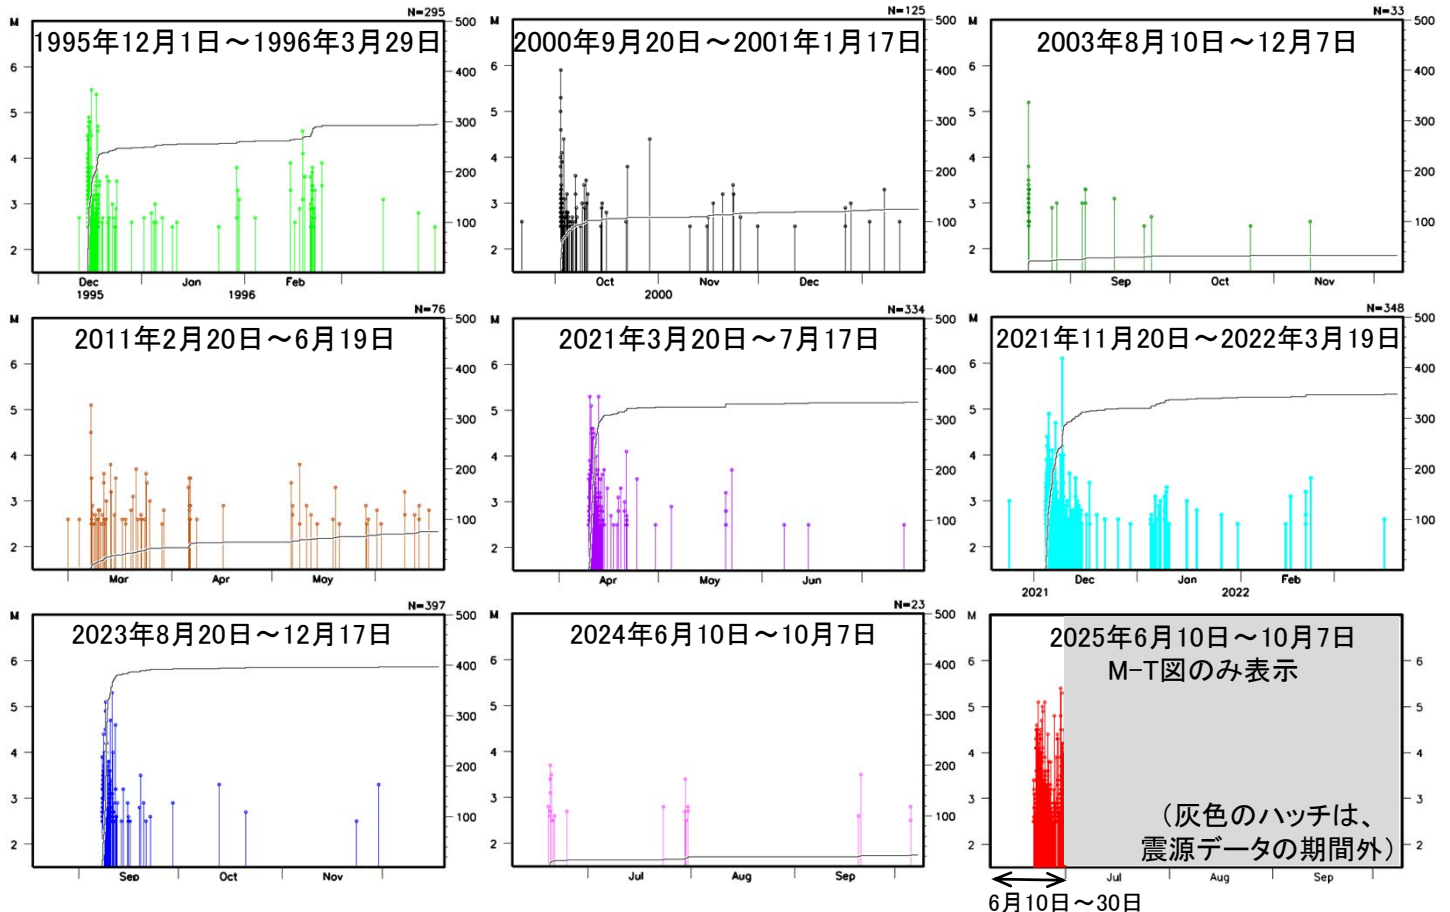 N=295
M
500
1995年12月1日～1996年3月29日
6
5
4
3
2
400
300
200
100
Dec
Jan
Feb
1995
1996
N=125
M
500
2000年9月20日～2001年1月17日
6
5
4
3
2
400
300
200
100
Oct
Nov
Dec
2000
N=33
M
500
2003年8月10日～12月7日
6
5
4
3
2
400
300
200
100
Sep
Oct
Nov
N=76
M
500
2011年2月20日～6月19日
6
5
4
3
2
400
300
200
100
Mar
Apr
May
N=334
M
500
2021年3月20日～7月17日
6
5
4
3
2
400
300
200
100
Apr
May
Jun
N=348
M
500
2021年11月20日～2022年3月19日
6
5
4
3
2
400
300
200
100
Dec
Jan
Feb
2021
2022
N=397
M
500
2023年8月20日～12月17日
6
5
4
3
2
400
300
200
100
Sep
Oct
Nov
N=23
M
500
2024年6月10日～10月7日
6
5
4
3
2
400
300
200
100
Jul
Aug
Sep
M
2025年6月10日～10月7日
M-T図のみ表示
6
5
4
3
2
6
5
4
3
2
（灰色のハッチは、
震源データの期間外）
Jul
Aug
Sep
6月10日～30日